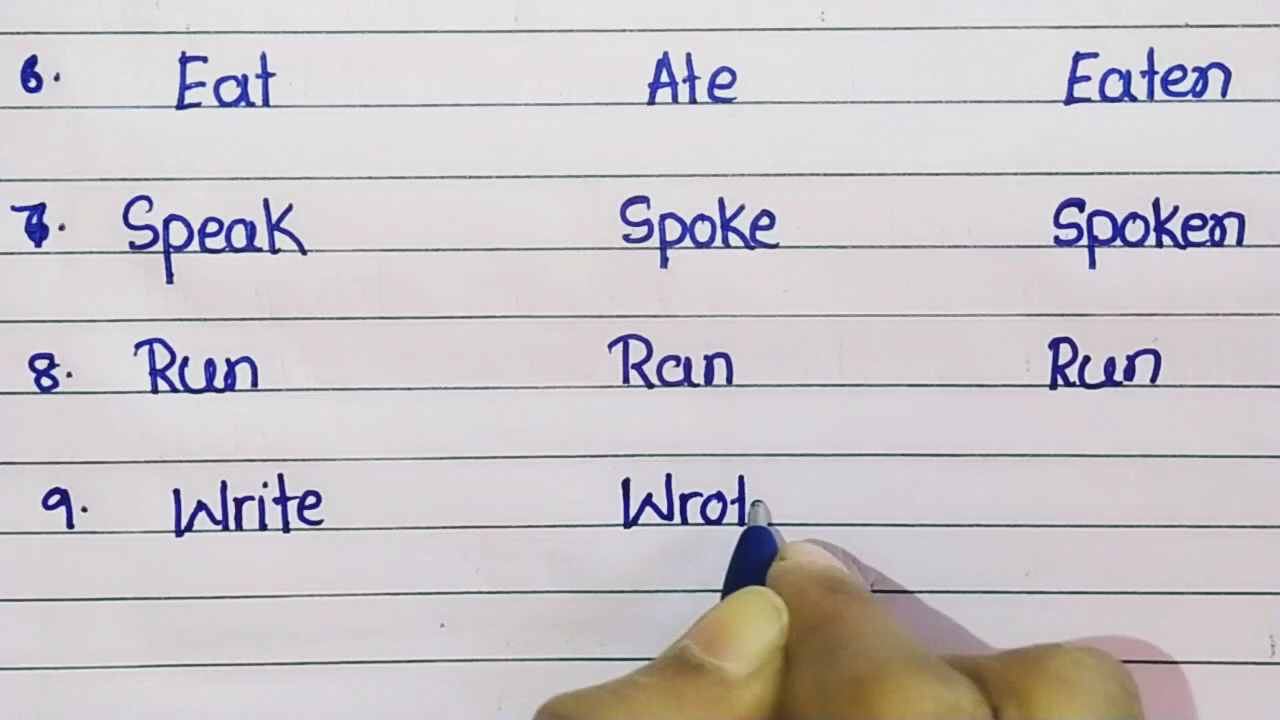 6. Eat Ate Eaten
7. Speak Spoke Spoken
8. Run Ran Run
9. Write Wrot